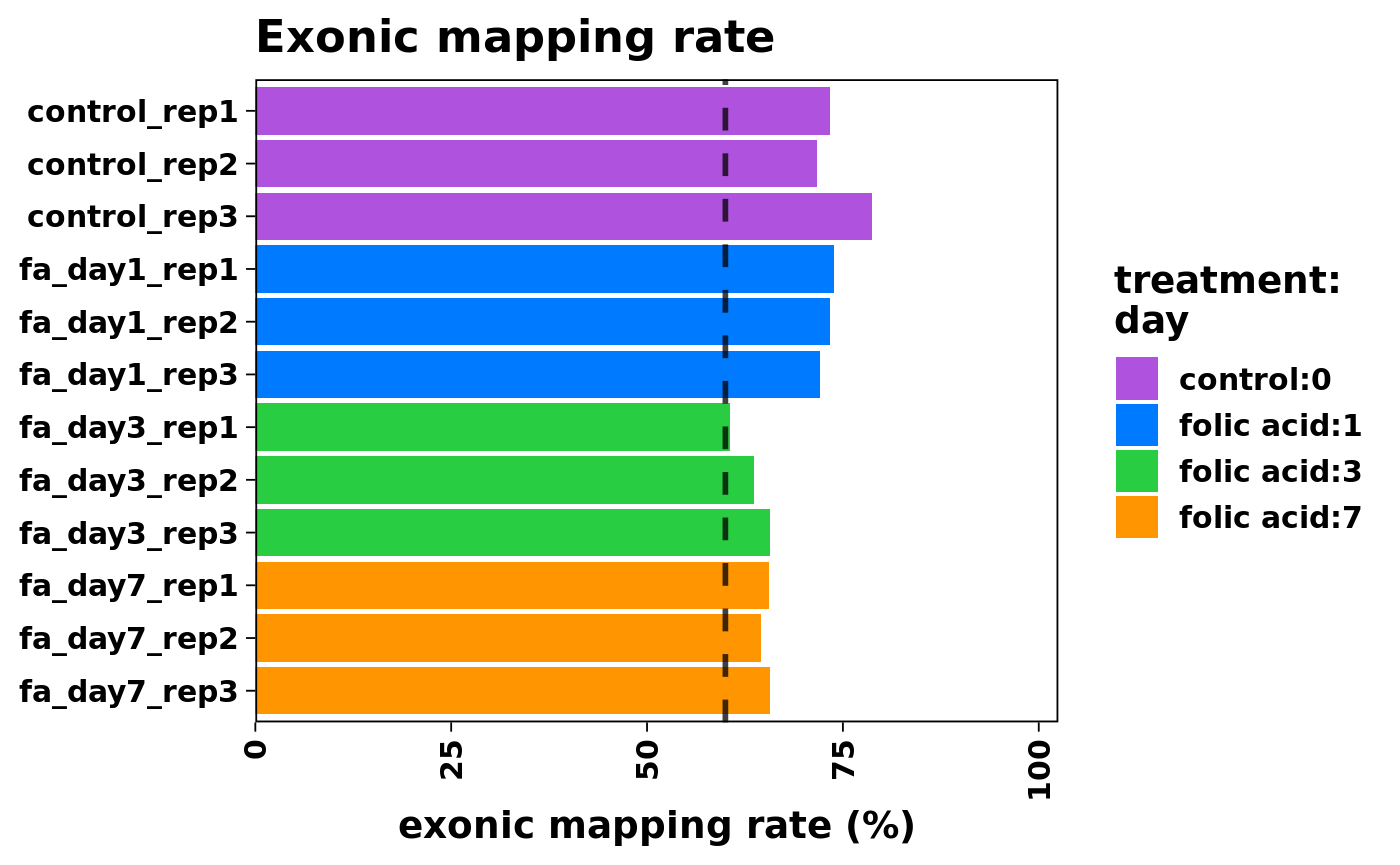 Exonic mapping rate
control_rep1
control_rep2
control_rep3
fa_day1_rep1
fa_day1_rep2
fa_day1_rep3
fa_day3_rep1
fa_day3_rep2
fa_day3_rep3
fa_day7_rep1
fa_day7_rep2
fa_day7_rep3
0
25
50
75
100
exonic mapping rate (%)
treatment:
day
control:0
folic acid:1
folic acid:3
folic acid:7